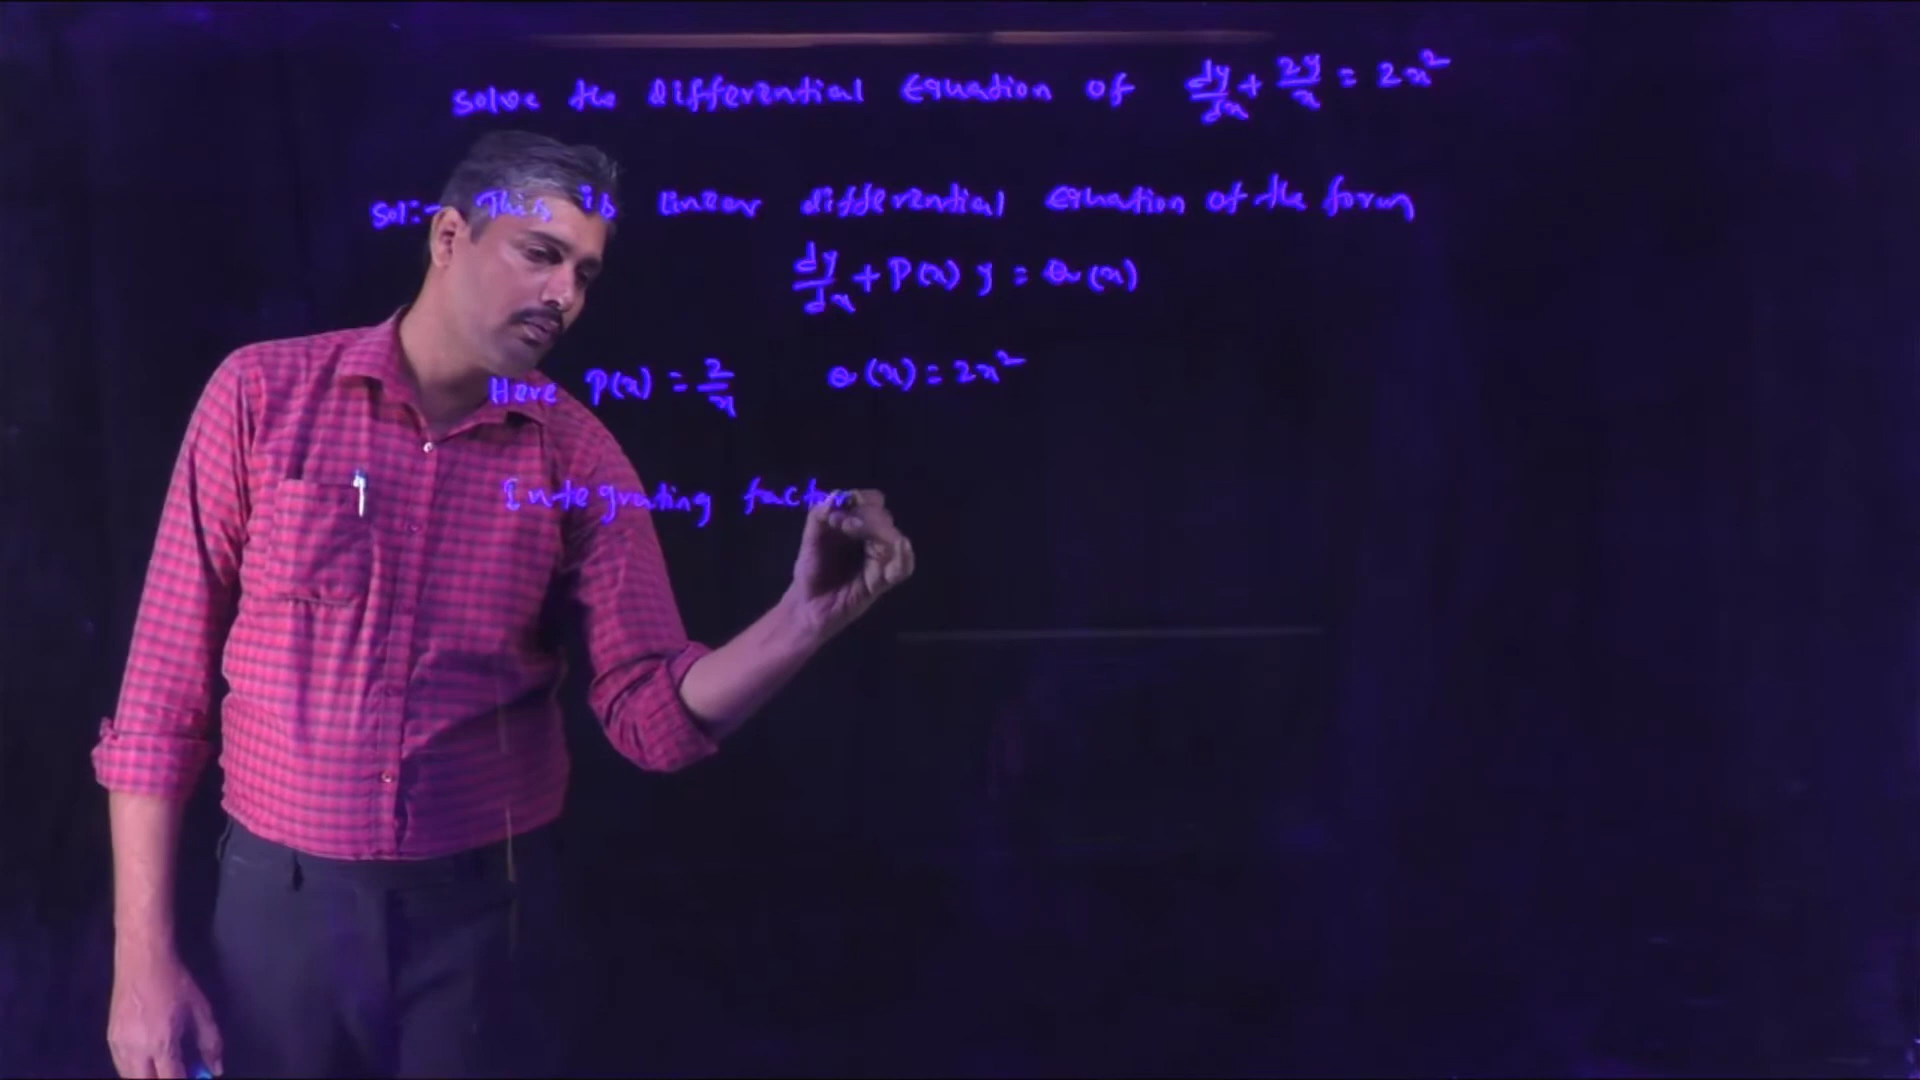 Solve the differential Equation of dy/dx + 2y/x = 2x²
Sol:- This is linear differential equation of the form
dy/dx + P(x) y = Q(x)
Here P(x) = 2/x Q(x) = 2x²
Integrating factor